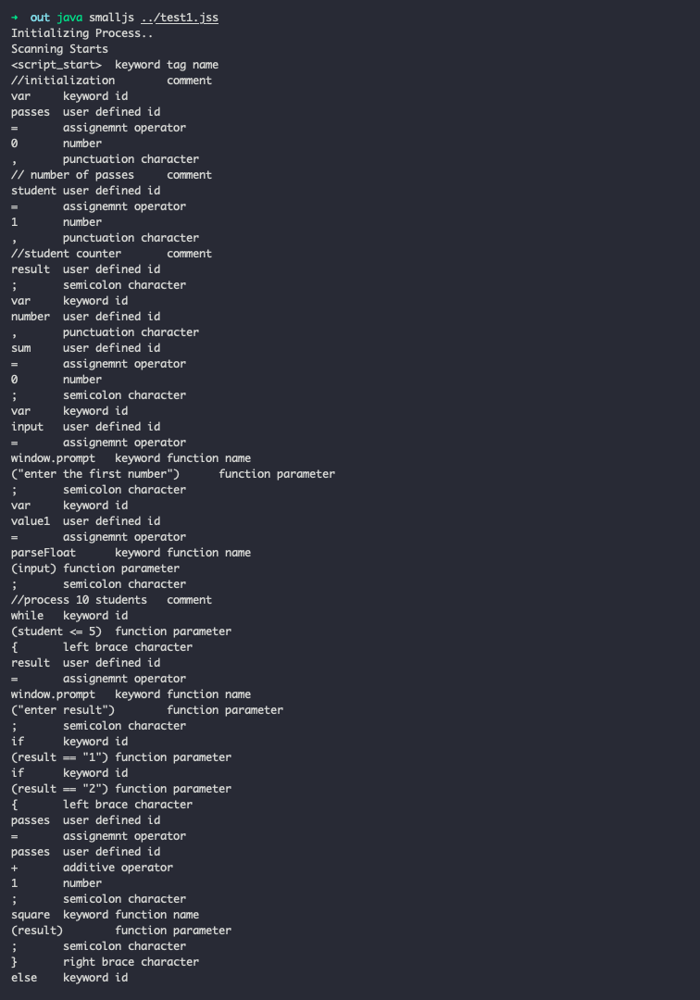 ➜  out java smalljs ../test1.jss
Initializing Process..
Scanning Starts
<script_start>  keyword tag name
//initialization        comment
var     keyword id
passes  user defined id
=       assignemnt operator
0       number
,       punctuation character
// number of passes     comment
student user defined id
=       assignemnt operator
1       number
,       punctuation character
//student counter       comment
result  user defined id
;       semicolon character
var     keyword id
number  user defined id
,       punctuation character
sum     user defined id
=       assignemnt operator
0       number
;       semicolon character
var     keyword id
input   user defined id
=       assignemnt operator
window.prompt   keyword function name
("enter the first number")      function parameter
;       semicolon character
var     keyword id
value1  user defined id
=       assignemnt operator
parseFloat      keyword function name
(input) function parameter
;       semicolon character
//process 10 students   comment
while   keyword id
(student <= 5)  function parameter
{       left brace character
result  user defined id
=       assignemnt operator
window.prompt   keyword function name
("enter result")        function parameter
;       semicolon character
if      keyword id
(result == "1") function parameter
if      keyword id
(result == "2") function parameter
{       left brace character
passes  user defined id
=       assignemnt operator
passes  user defined id
+       additive operator
1       number
;       semicolon character
square  keyword function name
(result)        function parameter
;       semicolon character
}       right brace character
else    keyword id